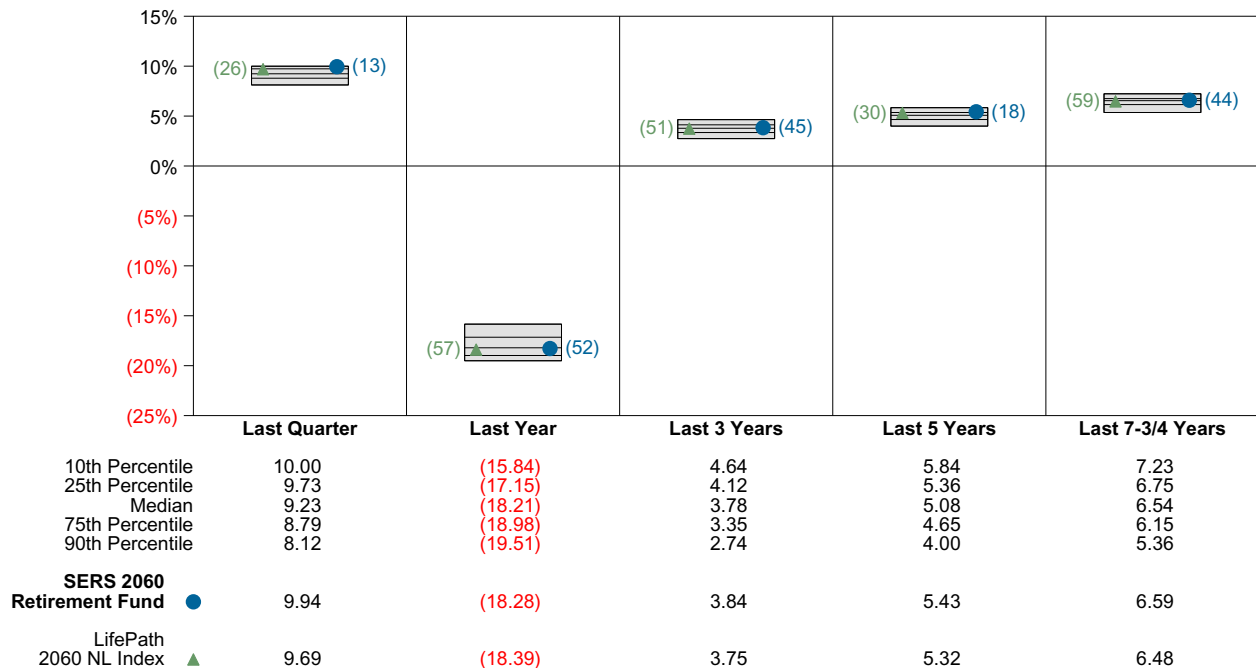 15%
10%
5%
0%
(5%)
(10%)
(15%)
(20%)
(25%)
(26) (13)
(57) (52)
(51) (45)
(30) (18)
(59) (44)
Last Quarter Last Year Last 3 Years Last 5 Years Last 7-3/4 Years
10th Percentile 10.00 (15.84) 4.64 5.84 7.23
25th Percentile 9.73 (17.15) 4.12 5.36 6.75
Median 9.23 (18.21) 3.78 5.08 6.54
75th Percentile 8.79 (18.98) 3.35 4.65 6.15
90th Percentile 8.12 (19.51) 2.74 4.00 5.36
SERS 2060
Retirement Fund 9.94 (18.28) 3.84 5.43 6.59
LifePath
2060 NL Index 9.69 (18.39) 3.75 5.32 6.48